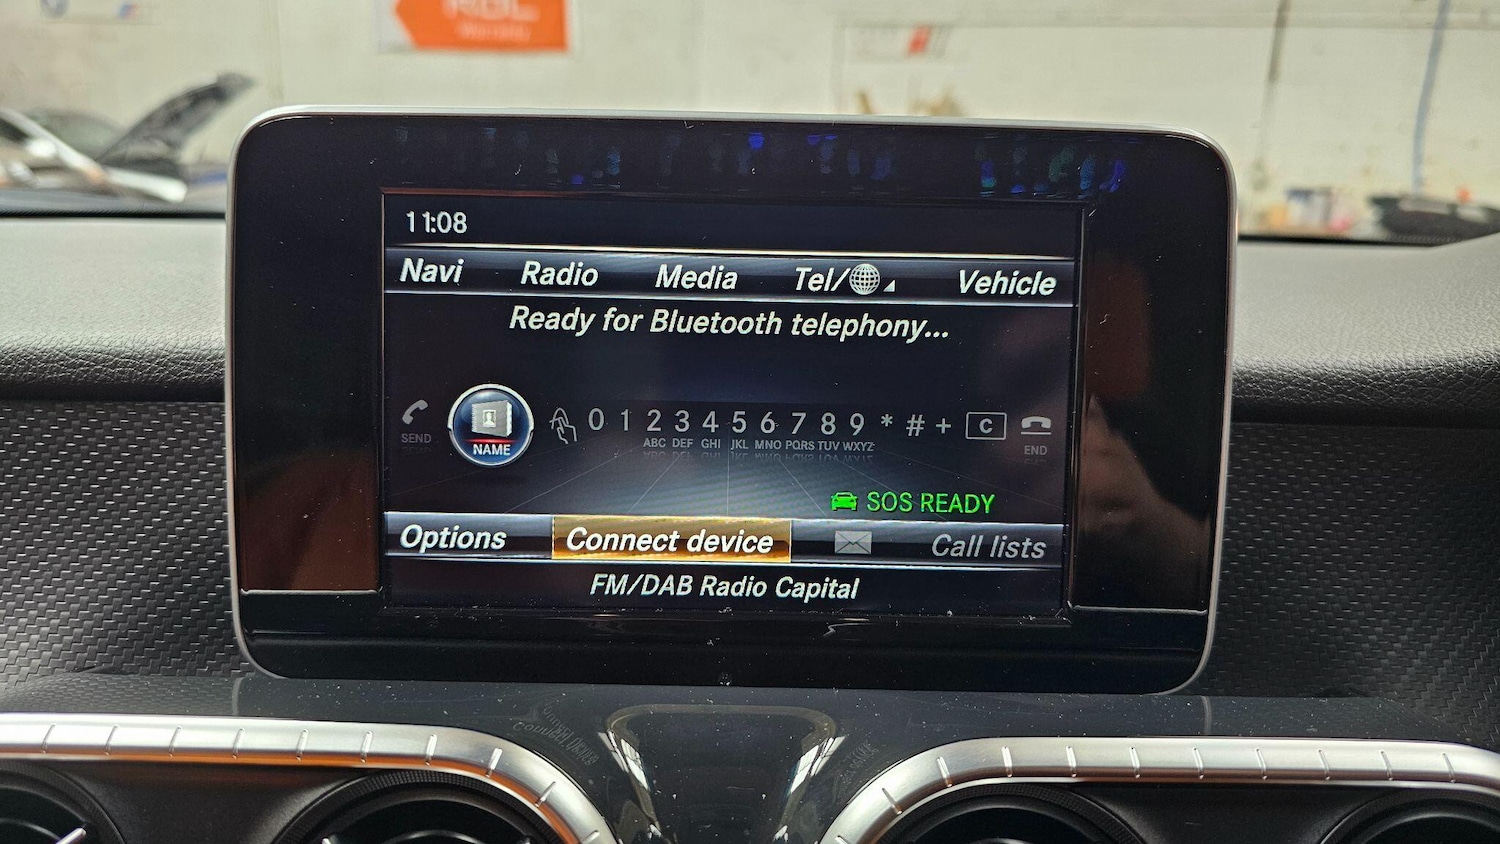 11:08
Navi Radio Media Tel/ Vehicle
Ready for Bluetooth telephony...
0 1 2 3 4 5 6 7 8 9 * # + C
SEND NAME ABC DEF GHI JKL MNO PQRS TUV WXYZ END
SOS READY
Options Connect device Call lists
FM/DAB Radio Capital